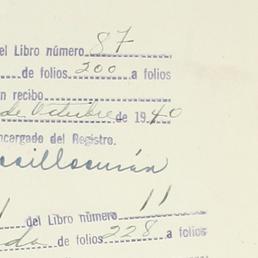 del Libro número 87
de folios 200 a folios
n recibo
de Octubre de 1940
ncargado del Registro.
11
del Libro número
da de folios 228 a folios